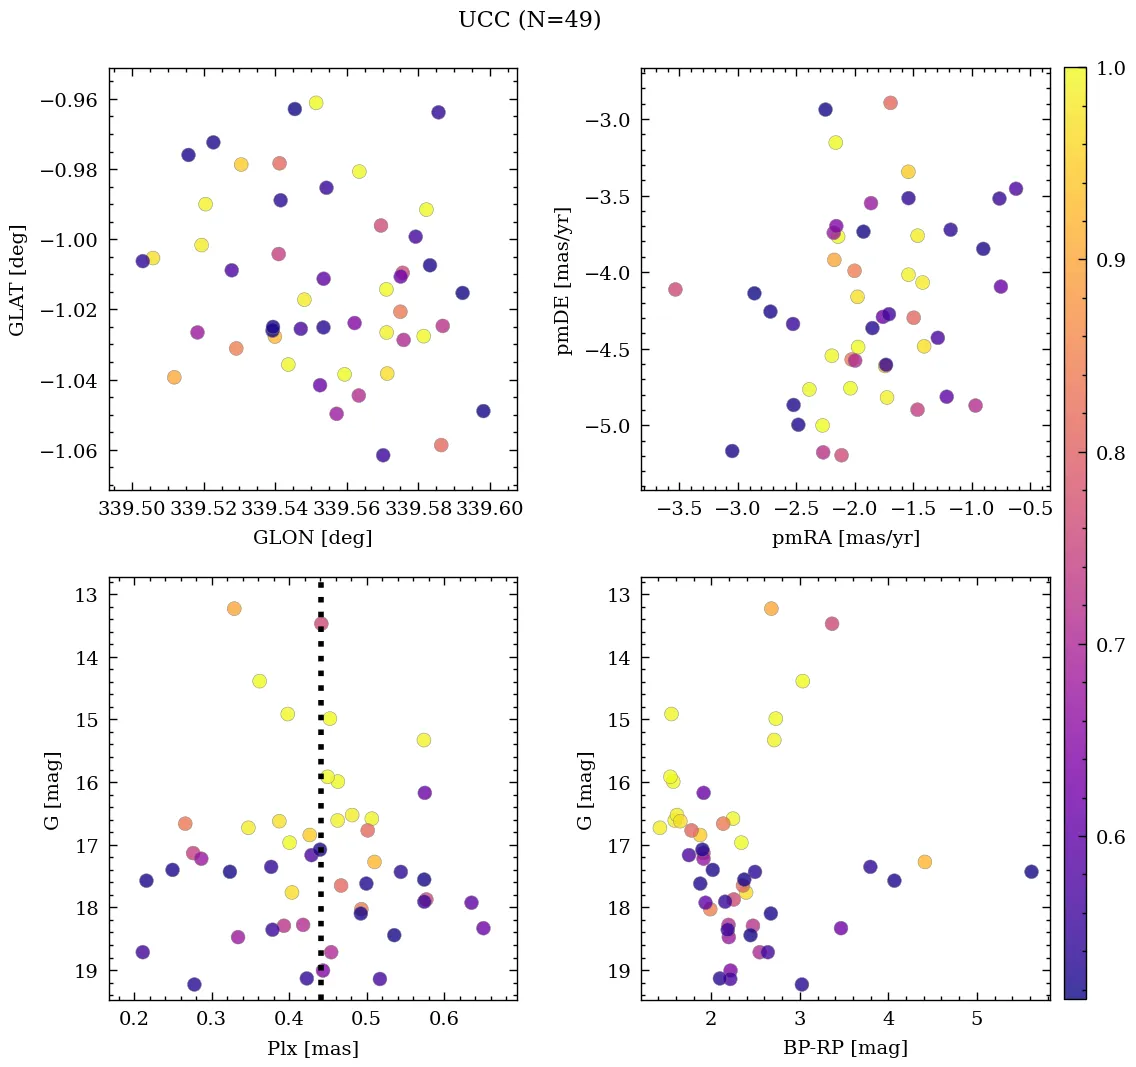 UCC (N=49)
−0.96
−0.98
−1.00
−1.02
−1.04
−1.06
GLAT [deg]
339.50 339.52 339.54 339.56 339.58 339.60
GLON [deg]
−3.0
−3.5
−4.0
−4.5
−5.0
pmDE [mas/yr]
−3.5 −3.0 −2.5 −2.0 −1.5 −1.0 −0.5
pmRA [mas/yr]
13
14
15
16
17
18
19
G [mag]
0.2 0.3 0.4 0.5 0.6
Plx [mas]
13
14
15
16
17
18
19
G [mag]
2 3 4 5
BP-RP [mag]
1.0
0.9
0.8
0.7
0.6